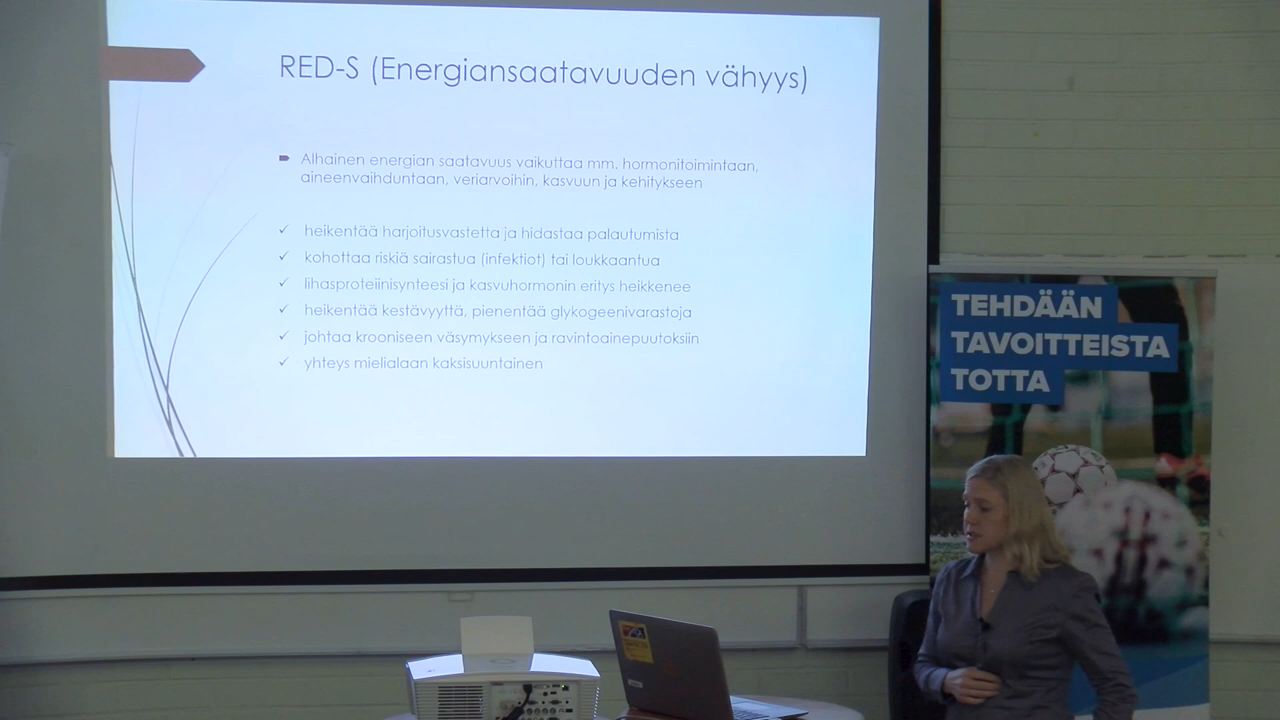 RED-S (Energiansaatavuuden vähyys)
Alhainen energian saatavuus vaikuttaa mm. hormonitoimintaan,
aineenvaihduntaan, veriarvoihin, kasvuun ja kehitykseen
heikentää harjoitusvastetta ja hidastaa palautumista
kohottaa riskiä sairastua (infektiot) tai loukkaantua
lihasproteiinisynteesi ja kasvuhormonin eritys heikkenee
heikentää kestävyyttä, pienentää glykogeenivarastoja
johtaa krooniseen väsymykseen ja ravintoainepuutoksiin
yhteys mielialaan kaksisuuntainen
TEHDÄÄN
TAVOITTEISTA
TOTTA